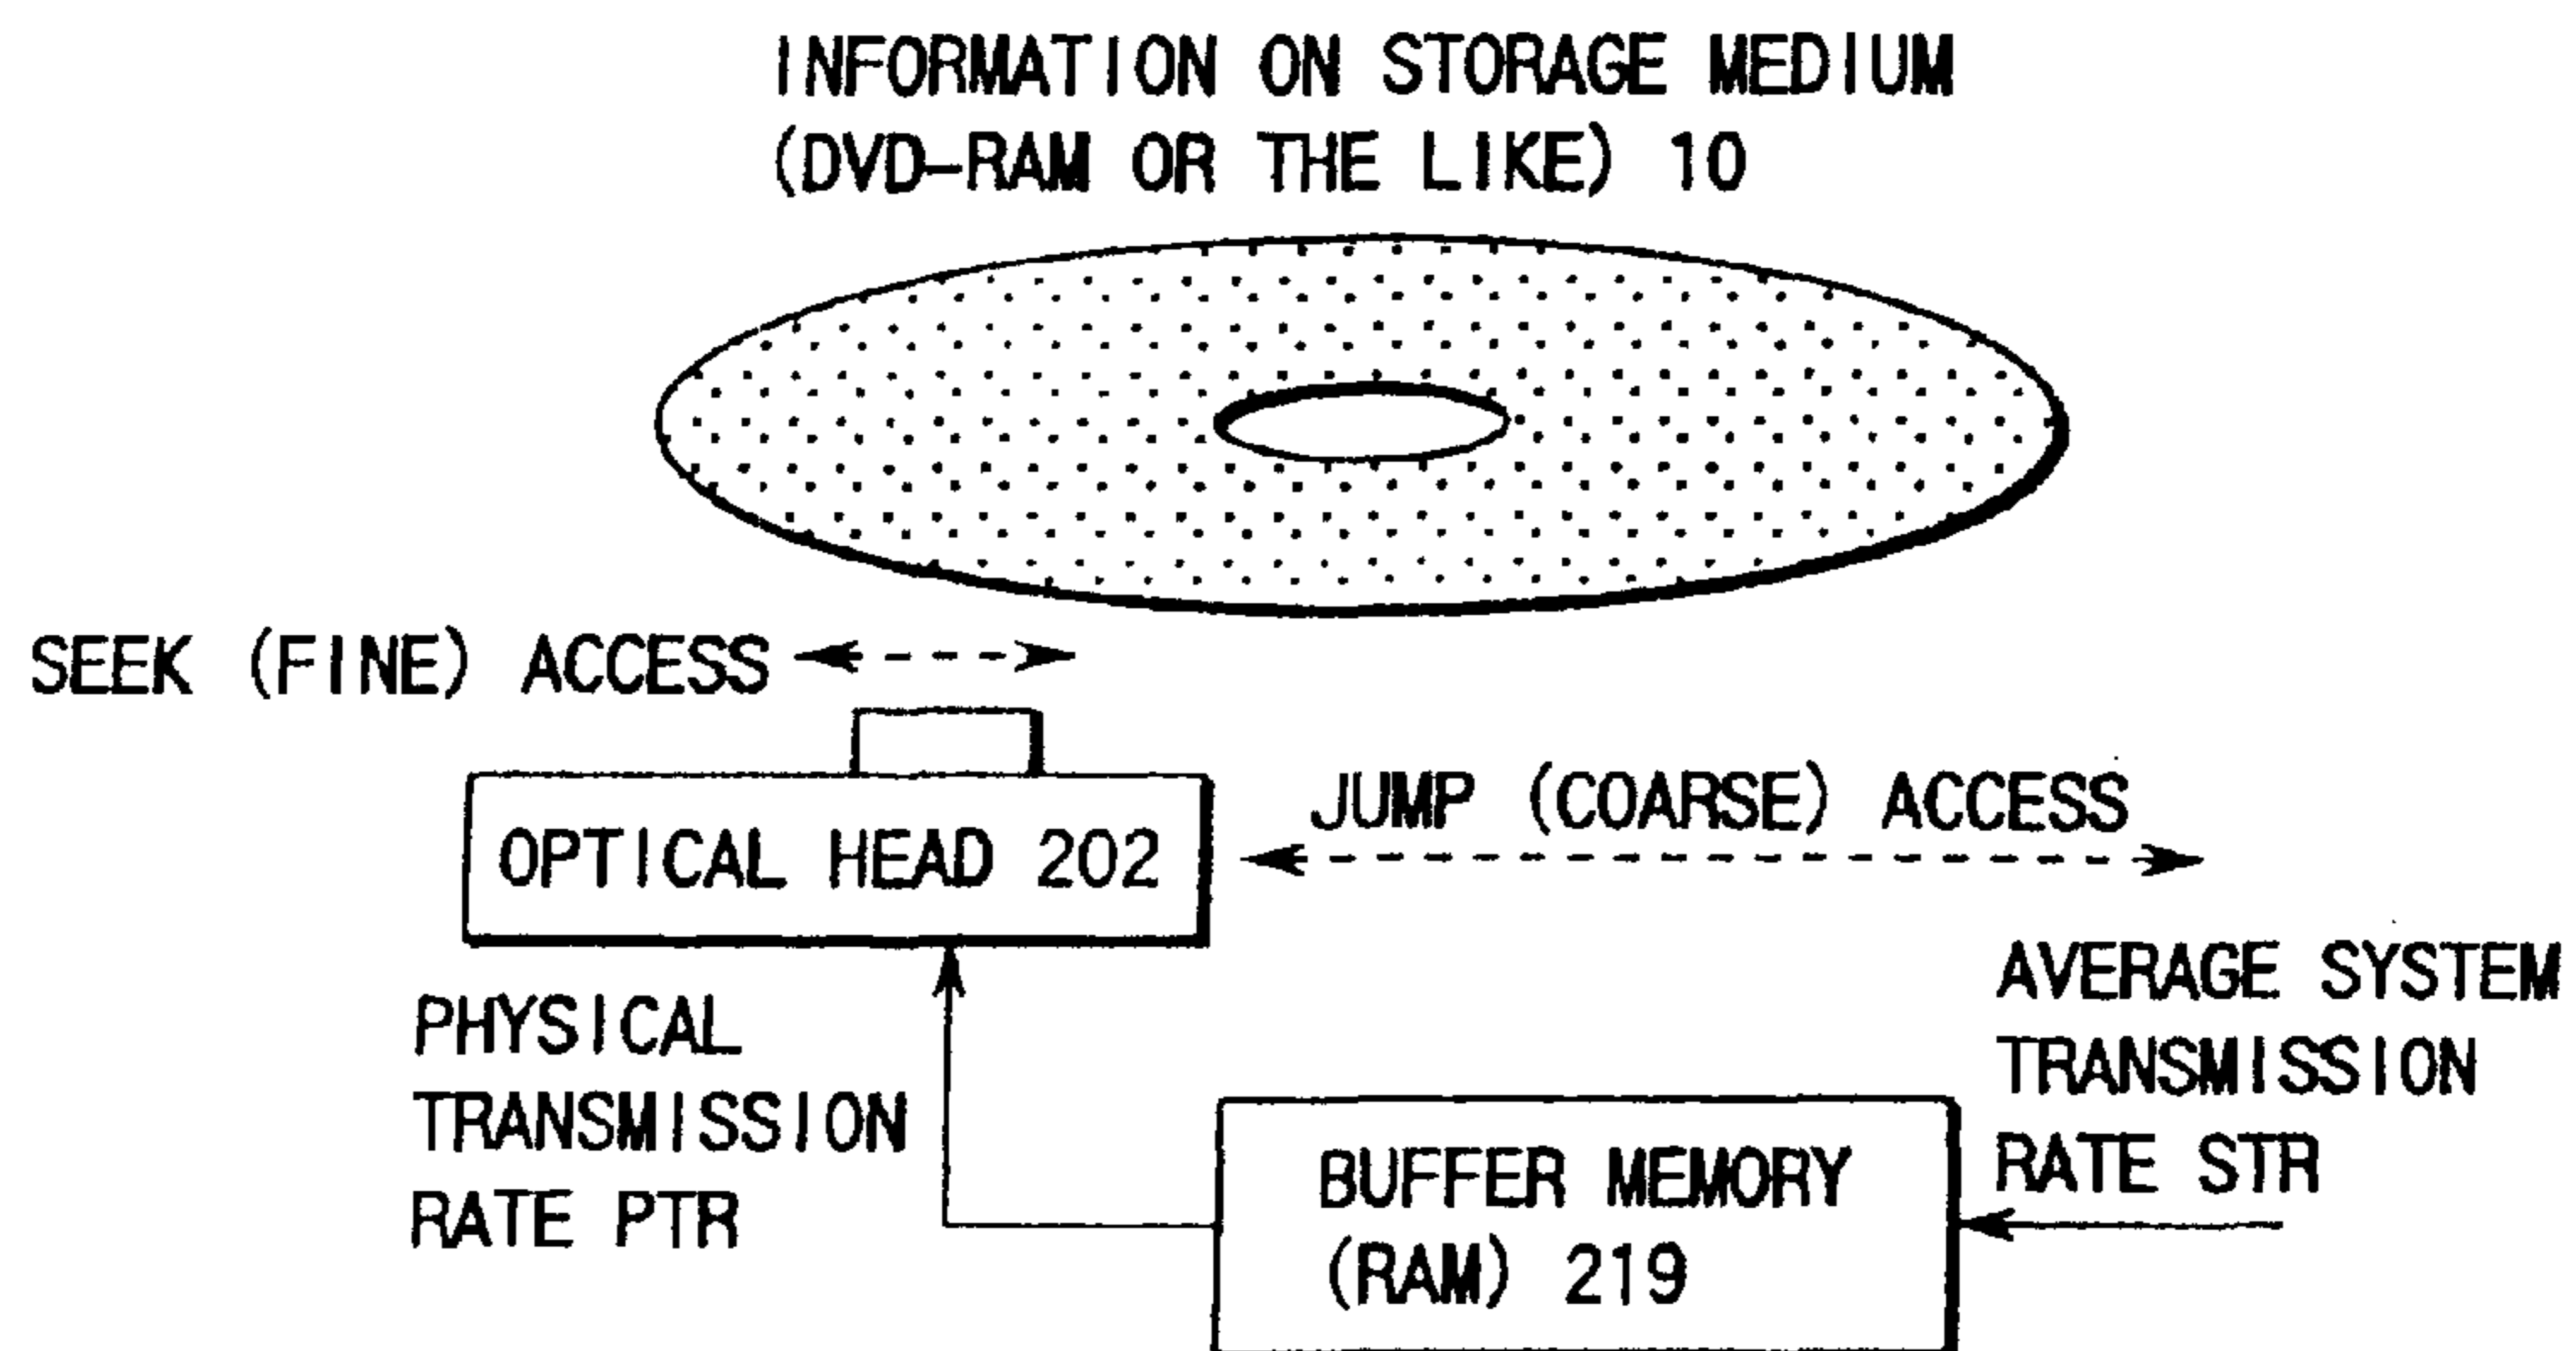 INFORMATION ON STORAGE MEDIUM
(DVD-RAM OR THE LIKE) 10
SEEK (FINE) ACCESS
JUMP (COARSE) ACCESS
OPTICAL HEAD 202
PHYSICAL
TRANSMISSION
RATE PTR
AVERAGE SYSTEM
TRANSMISSION
RATE STR
BUFFER MEMORY
(RAM) 219